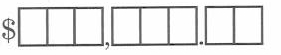 $ , .